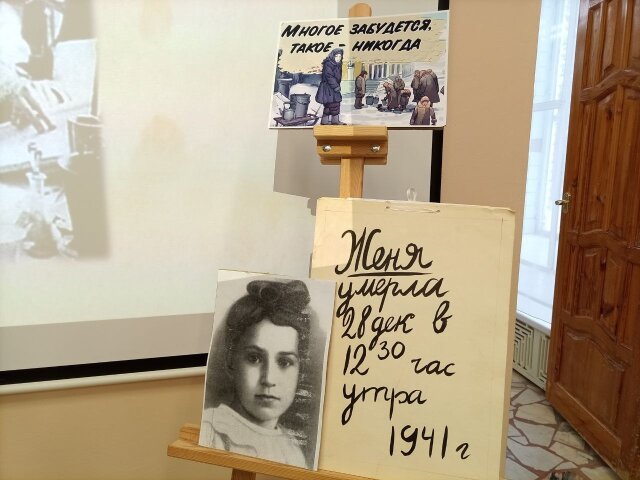 МНОГОЕ ЗАБУДЕТСЯ,
ТАКОЕ - НИКОГДА
Женя
умерла
28 дек в
12 30 час
утра
1941 г